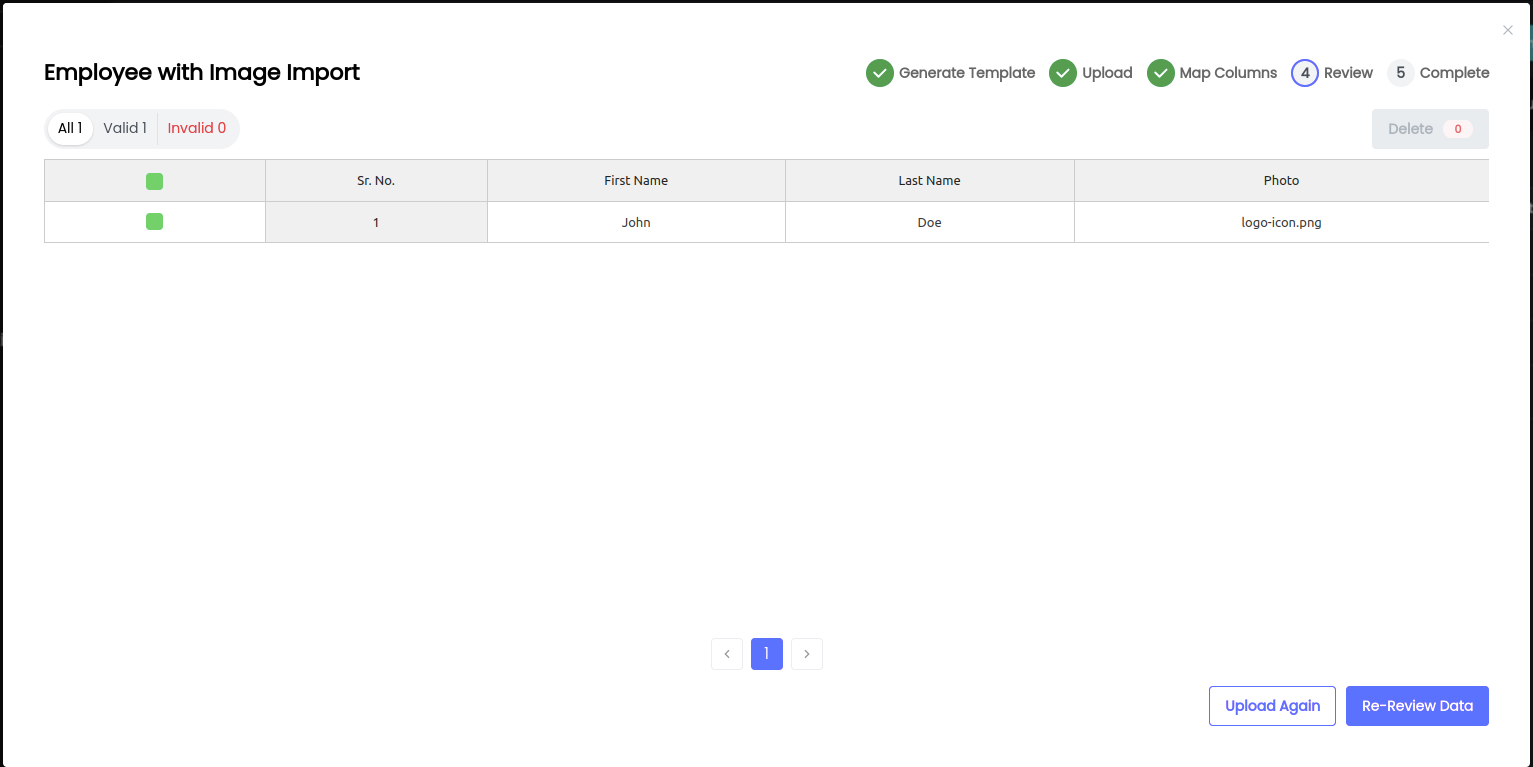 Employee with Image Import
Generate Template Upload Map Columns 4 Review 5 Complete
All 1 Valid 1 Invalid 0
Delete 0
Sr. No. First Name Last Name Photo
1 John Doe logo-icon.png
1
Upload Again Re-Review Data